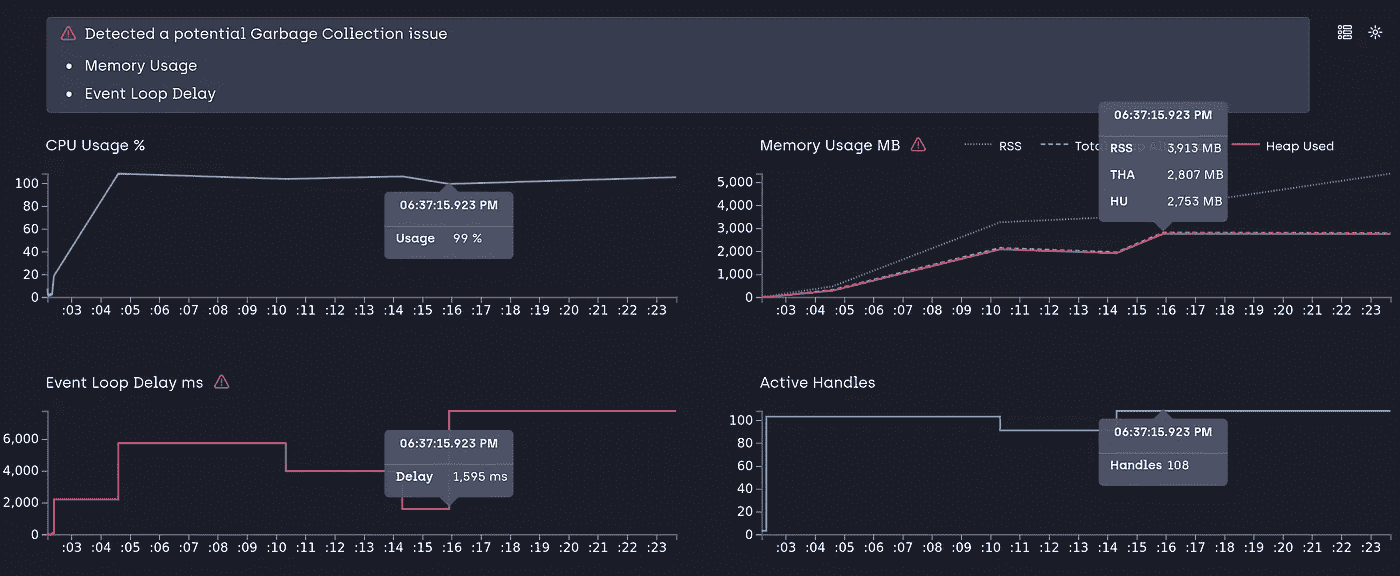 Detected a potential Garbage Collection issue
• Memory Usage
• Event Loop Delay
CPU Usage %
100
80
60
40
20
0
:03 :04 :05 :06 :07 :08 :09 :10 :11 :12 :13 :14 :15 :16 :17 :18 :19 :20 :21 :22 :23
06:37:15.923 PM
Usage 99 %
Memory Usage MB
RSS
Heap Used
5,000
4,000
3,000
2,000
1,000
0
:03 :04 :05 :06 :07 :08 :09 :10 :11 :12 :13 :14 :15 :16 :17 :18 :19 :20 :21 :22 :23
06:37:15.923 PM
RSS 3,913 MB
THA 2,807 MB
HU 2,753 MB
Event Loop Delay ms
6,000
4,000
2,000
0
:03 :04 :05 :06 :07 :08 :09 :10 :11 :12 :13 :14 :15 :16 :17 :18 :19 :20 :21 :22 :23
06:37:15.923 PM
Delay 1,595 ms
Active Handles
100
80
60
40
20
0
:03 :04 :05 :06 :07 :08 :09 :10 :11 :12 :13 :14 :15 :16 :17 :18 :19 :20 :21 :22 :23
06:37:15.923 PM
Handles 108